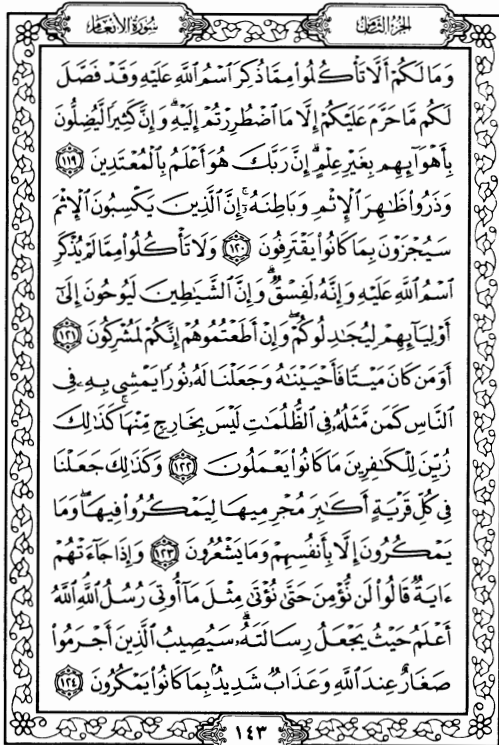 الجزء الثامن سورة الأنعام
وَمَا لَكُمْ أَلَّا تَأْكُلُوا۟ مِمَّا ذُكِرَ ٱسْمُ ٱللَّهِ عَلَيْهِ وَقَدْ فَصَّلَ
لَكُم مَّا حَرَّمَ عَلَيْكُمْ إِلَّا مَا ٱضْطُرِرْتُمْ إِلَيْهِ ۗ وَإِنَّ كَثِيرًا لَّيُضِلُّونَ
بِأَهْوَآئِهِم بِغَيْرِ عِلْمٍ ۗ إِنَّ رَبَّكَ هُوَ أَعْلَمُ بِٱلْمُعْتَدِينَ ١١٩
وَذَرُوا۟ ظَٰهِرَ ٱلْإِثْمِ وَبَاطِنَهُۥٓ ۚ إِنَّ ٱلَّذِينَ يَكْسِبُونَ ٱلْإِثْمَ
سَيُجْزَوْنَ بِمَا كَانُوا۟ يَقْتَرِفُونَ ١٢٠ وَلَا تَأْكُلُوا۟ مِمَّا لَمْ يُذْكَرِ
ٱسْمُ ٱللَّهِ عَلَيْهِ وَإِنَّهُۥ لَفِسْقٌ ۗ وَإِنَّ ٱلشَّيَٰطِينَ لَيُوحُونَ إِلَىٰٓ
أَوْلِيَآئِهِمْ لِيُجَٰدِلُوكُمْ ۖ وَإِنْ أَطَعْتُمُوهُمْ إِنَّكُمْ لَمُشْرِكُونَ ١٢١
أَوَمَن كَانَ مَيْتًا فَأَحْيَيْنَٰهُ وَجَعَلْنَا لَهُۥ نُورًا يَمْشِى بِهِۦ فِى
ٱلنَّاسِ كَمَن مَّثَلُهُۥ فِى ٱلظُّلُمَٰتِ لَيْسَ بِخَارِجٍ مِّنْهَا ۚ كَذَٰلِكَ
زُيِّنَ لِلْكَٰفِرِينَ مَا كَانُوا۟ يَعْمَلُونَ ١٢٢ وَكَذَٰلِكَ جَعَلْنَا
فِى كُلِّ قَرْيَةٍ أَكَٰبِرَ مُجْرِمِيهَا لِيَمْكُرُوا۟ فِيهَا ۖ وَمَا
يَمْكُرُونَ إِلَّا بِأَنفُسِهِمْ وَمَا يَشْعُرُونَ ١٢٣ وَإِذَا جَآءَتْهُمْ
ءَايَةٌ قَالُوا۟ لَن نُّؤْمِنَ حَتَّىٰ نُؤْتَىٰ مِثْلَ مَآ أُوتِىَ رُسُلُ ٱللَّهِ ۘ ٱللَّهُ
أَعْلَمُ حَيْثُ يَجْعَلُ رِسَالَتَهُۥ ۗ سَيُصِيبُ ٱلَّذِينَ أَجْرَمُوا۟
صَغَارٌ عِندَ ٱللَّهِ وَعَذَابٌ شَدِيدٌۢ بِمَا كَانُوا۟ يَمْكُرُونَ ١٢٤
١٤٣